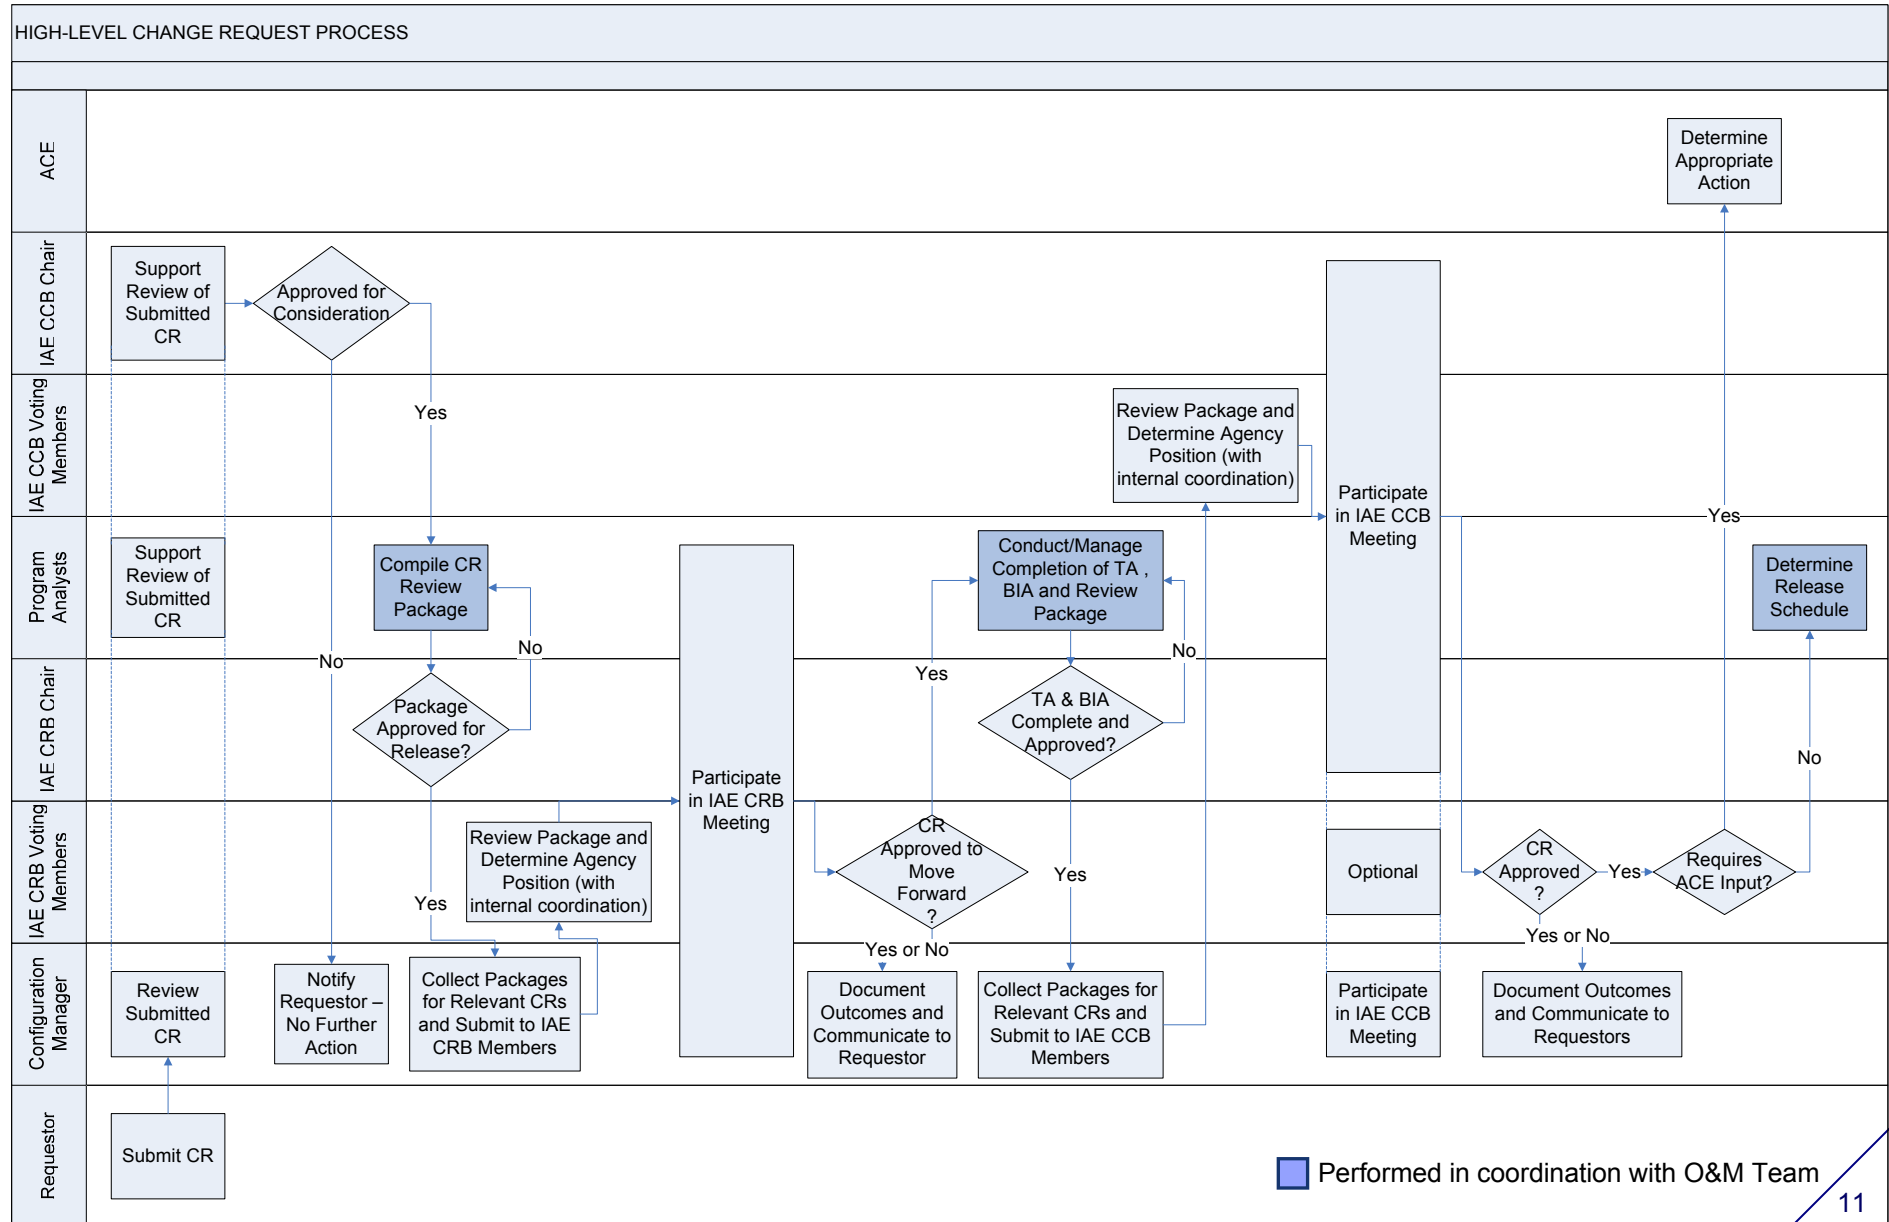 HIGH-LEVEL CHANGE REQUEST PROCESS
ACE
Determine
Appropriate
Action
IAE CCB Chair
Support
Review of
Submitted
CR
Approved for
Consideration
IAE CCB Voting
Members
Yes
Review Package and
Determine Agency
Position (with
internal coordination)
Participate
in IAE CCB
Meeting
Yes
Program
Analysts
Support
Review of
Submitted
CR
Compile CR
Review
Package
No
Conduct/Manage
Completion of TA ,
BIA and Review
Package
No
Determine
Release
Schedule
No
IAE CRB Chair
Package
Approved for
Release?
Participate
in IAE CRB
Meeting
Yes
TA & BIA
Complete and
Approved?
No
IAE CRB Voting
Members
Yes
Review Package and
Determine Agency
Position (with
internal coordination)
CR
Approved to
Move
Forward
?
Yes
Optional
CR
Approved
?
Yes
Requires
ACE Input?
Yes or No
Yes or No
Configuration
Manager
Review
Submitted
CR
Notify
Requestor –
No Further
Action
Collect Packages
for Relevant CRs
and Submit to IAE
CRB Members
Document
Outcomes and
Communicate to
Requestor
Collect Packages for
Relevant CRs and
Submit to IAE CCB
Members
Participate
in IAE CCB
Meeting
Document Outcomes
and Communicate to
Requestors
Requestor
Submit CR
Performed in coordination with O&M Team
11